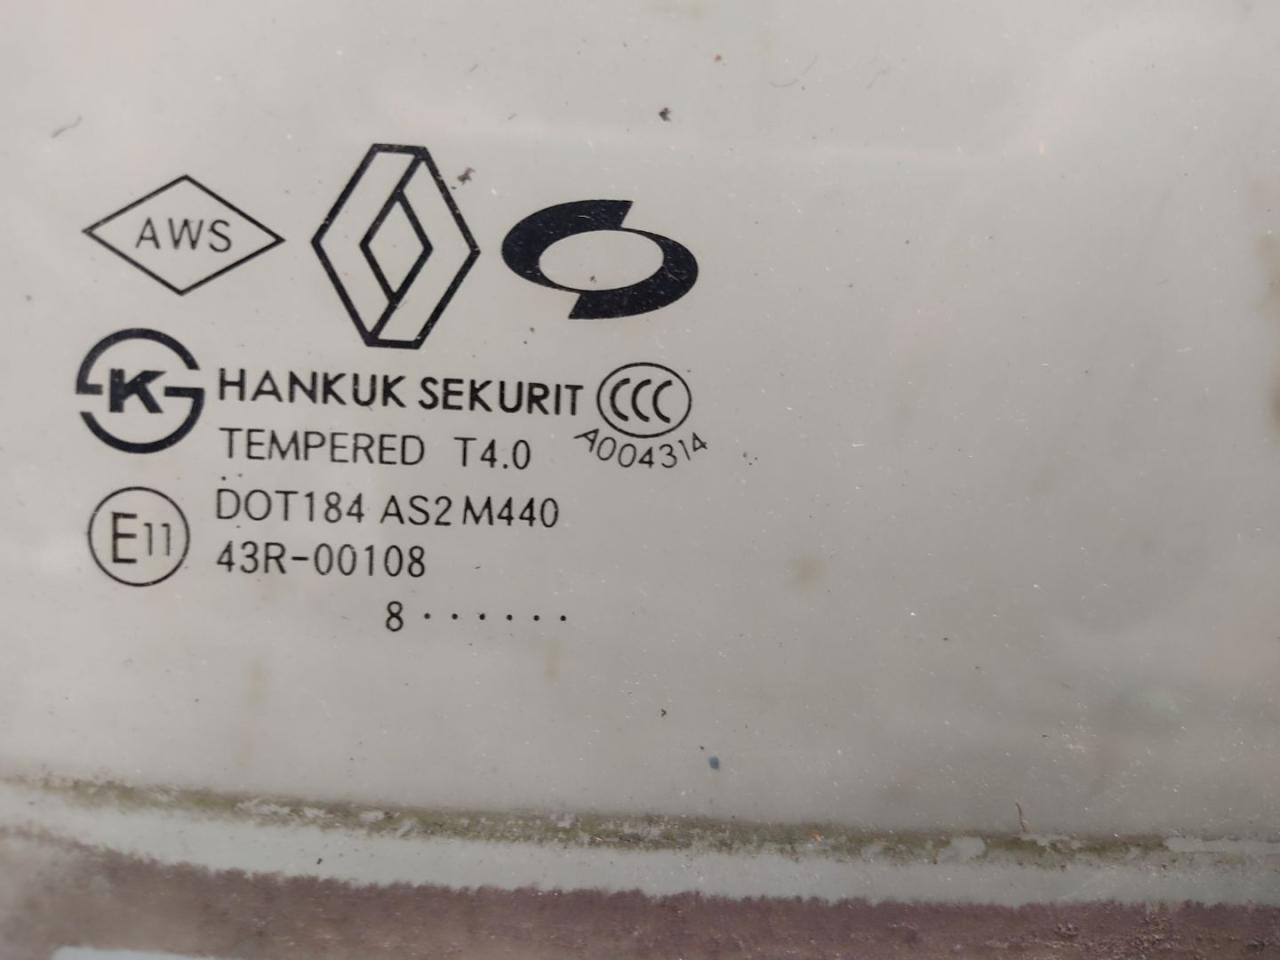 AWS
K
HANKUK SEKURIT
CCC
A004314
TEMPERED T4.0
DOT184 AS2 M440
E11
43R-00108
8 · · · · · ·